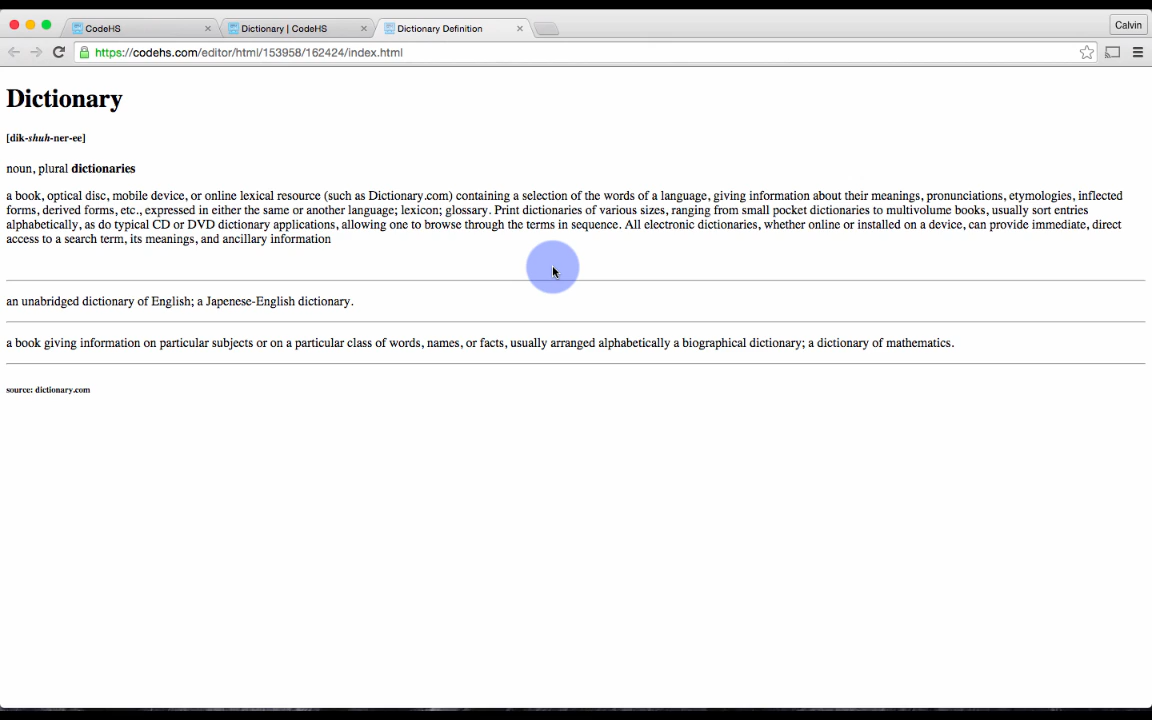 CodeHS
Dictionary | CodeHS
Dictionary Definition
Calvin
https://codehs.com/editor/html/153958/162424/index.html
Dictionary
[dik-shuh-ner-ee]
noun, plural dictionaries
a book, optical disc, mobile device, or online lexical resource (such as Dictionary.com) containing a selection of the words of a language, giving information about their meanings, pronunciations, etymologies, inflected
forms, derived forms, etc., expressed in either the same or another language; lexicon; glossary. Print dictionaries of various sizes, ranging from small pocket dictionaries to multivolume books, usually sort entries
alphabetically, as do typical CD or DVD dictionary applications, allowing one to browse through the terms in sequence. All electronic dictionaries, whether online or installed on a device, can provide immediate, direct
access to a search term, its meanings, and ancillary information
an unabridged dictionary of English; a Japenese-English dictionary.
a book giving information on particular subjects or on a particular class of words, names, or facts, usually arranged alphabetically a biographical dictionary; a dictionary of mathematics.
source: dictionary.com